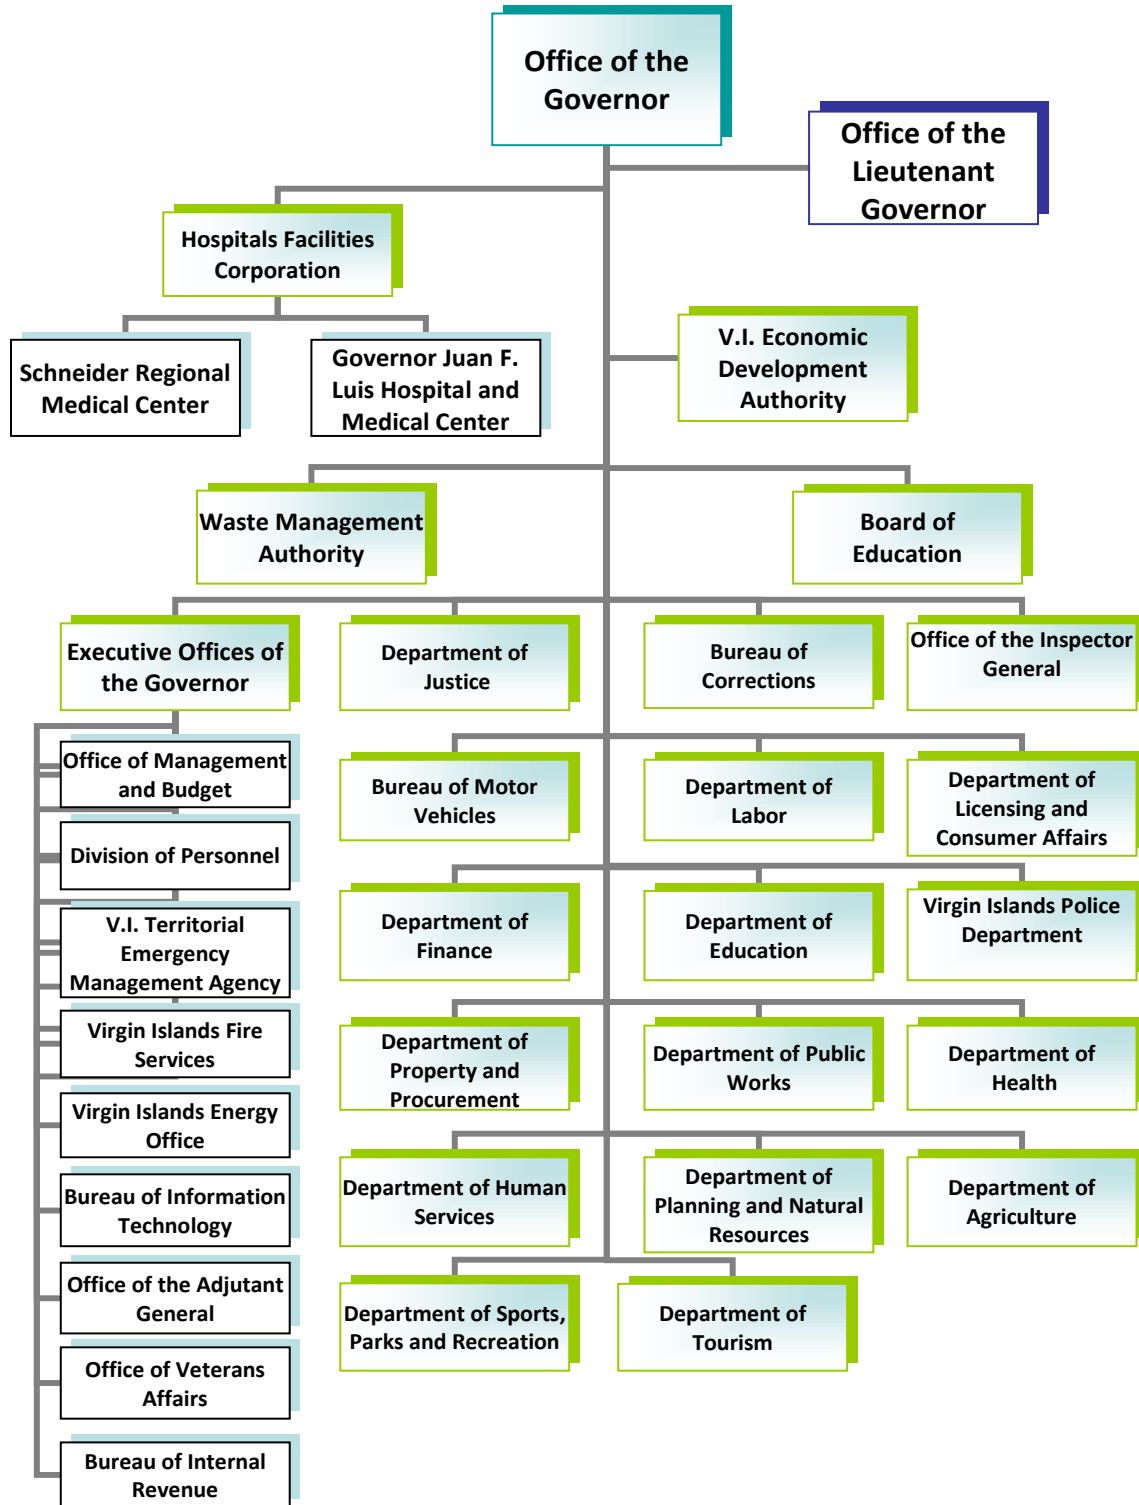 Office of the
Governor
Office of the
Lieutenant
Governor
Hospitals Facilities
Corporation
Schneider Regional
Medical Center
Governor Juan F.
Luis Hospital and
Medical Center
V.I. Economic
Development
Authority
Waste Management
Authority
Board of
Education
Executive Offices of
the Governor
Department of
Justice
Bureau of
Corrections
Office of the Inspector
General
Office of Management
and Budget
Division of Personnel
V.I. Territorial
Emergency
Management Agency
Virgin Islands Fire
Services
Virgin Islands Energy
Office
Bureau of Information
Technology
Office of the Adjutant
General
Office of Veterans
Affairs
Bureau of Internal
Revenue
Bureau of Motor
Vehicles
Department of
Labor
Department of
Licensing and
Consumer Affairs
Department of
Finance
Department of
Education
Virgin Islands Police
Department
Department of
Property and
Procurement
Department of Public
Works
Department of
Health
Department of Human
Services
Department of
Planning and Natural
Resources
Department of
Agriculture
Department of Sports,
Parks and Recreation
Department of
Tourism